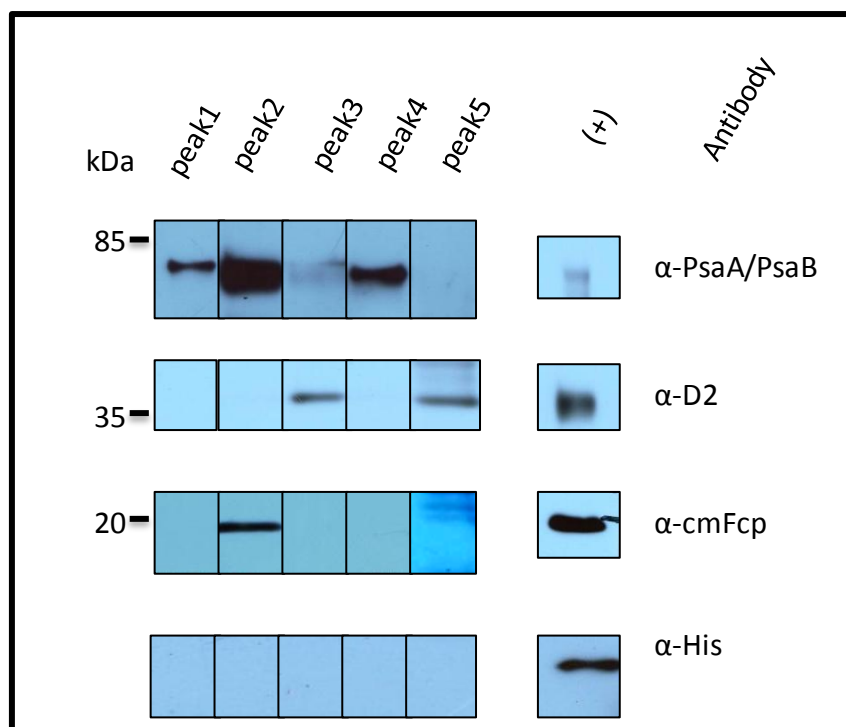 peak1 peak2 peak3 peak4 peak5 (+) Antibody
kDa
85
α-PsaA/PsaB
35
α-D2
20
α-cmFcp
α-His